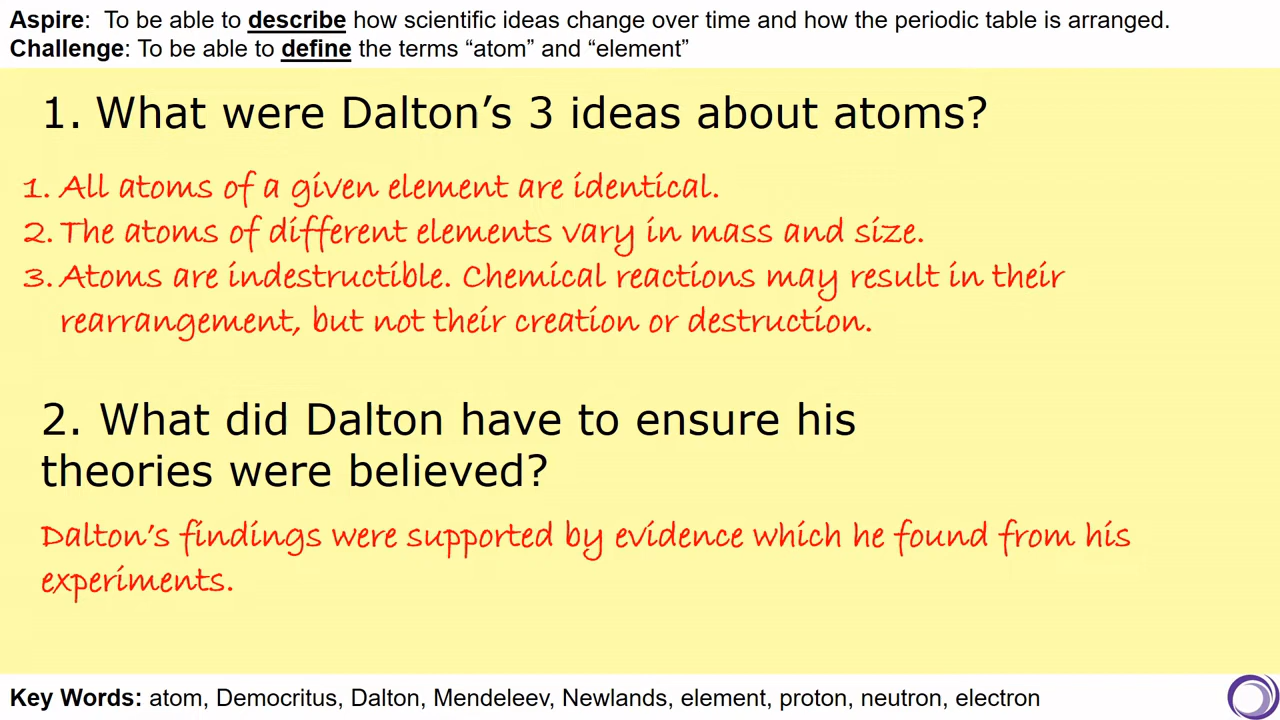 Aspire: To be able to describe how scientific ideas change over time and how the periodic table is arranged.
Challenge: To be able to define the terms “atom” and “element”
1. What were Dalton’s 3 ideas about atoms?
1. All atoms of a given element are identical.
2. The atoms of different elements vary in mass and size.
3. Atoms are indestructible. Chemical reactions may result in their
rearrangement, but not their creation or destruction.
2. What did Dalton have to ensure his
theories were believed?
Dalton’s findings were supported by evidence which he found from his
experiments.
Key Words: atom, Democritus, Dalton, Mendeleev, Newlands, element, proton, neutron, electron